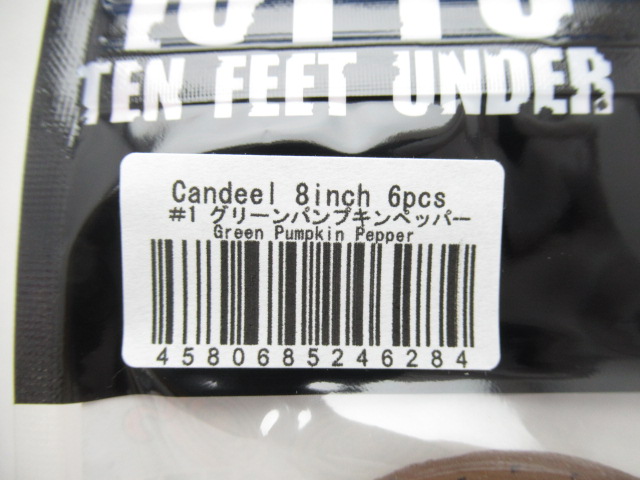 TEN FEET UNDER
Candeel 8inch 6pcs
#1 グリーンパンプキンペッパー
Green Pumpkin Pepper
4580685246284